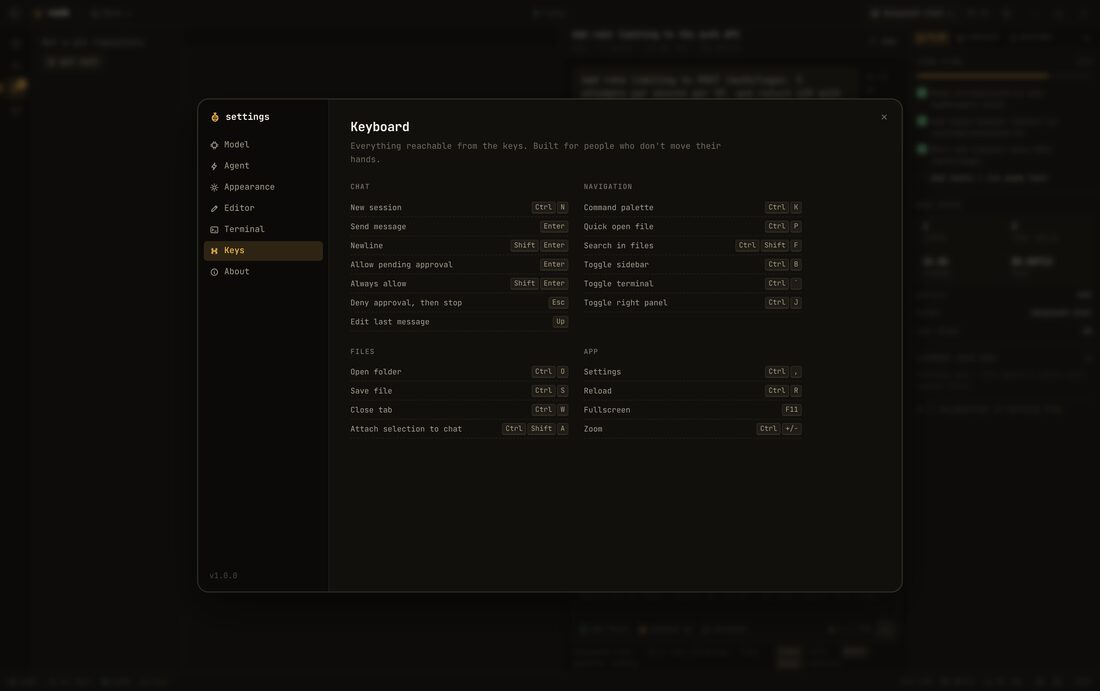 settings
Model
Agent
Appearance
Editor
Terminal
Keys
About
v1.0.0
Keyboard
Everything reachable from the keys. Built for people who don't move their
hands.
CHAT
New session Ctrl N
Send message Enter
Newline Shift Enter
Allow pending approval Enter
Always allow Shift Enter
Deny approval, then stop Esc
Edit last message Up
NAVIGATION
Command palette Ctrl K
Quick open file Ctrl P
Search in files Ctrl Shift F
Toggle sidebar Ctrl B
Toggle terminal Ctrl `
Toggle right panel Ctrl J
FILES
Open folder Ctrl O
Save file Ctrl S
Close tab Ctrl W
Attach selection to chat Ctrl Shift A
APP
Settings Ctrl ,
Reload Ctrl R
Fullscreen F11
Zoom Ctrl +/-